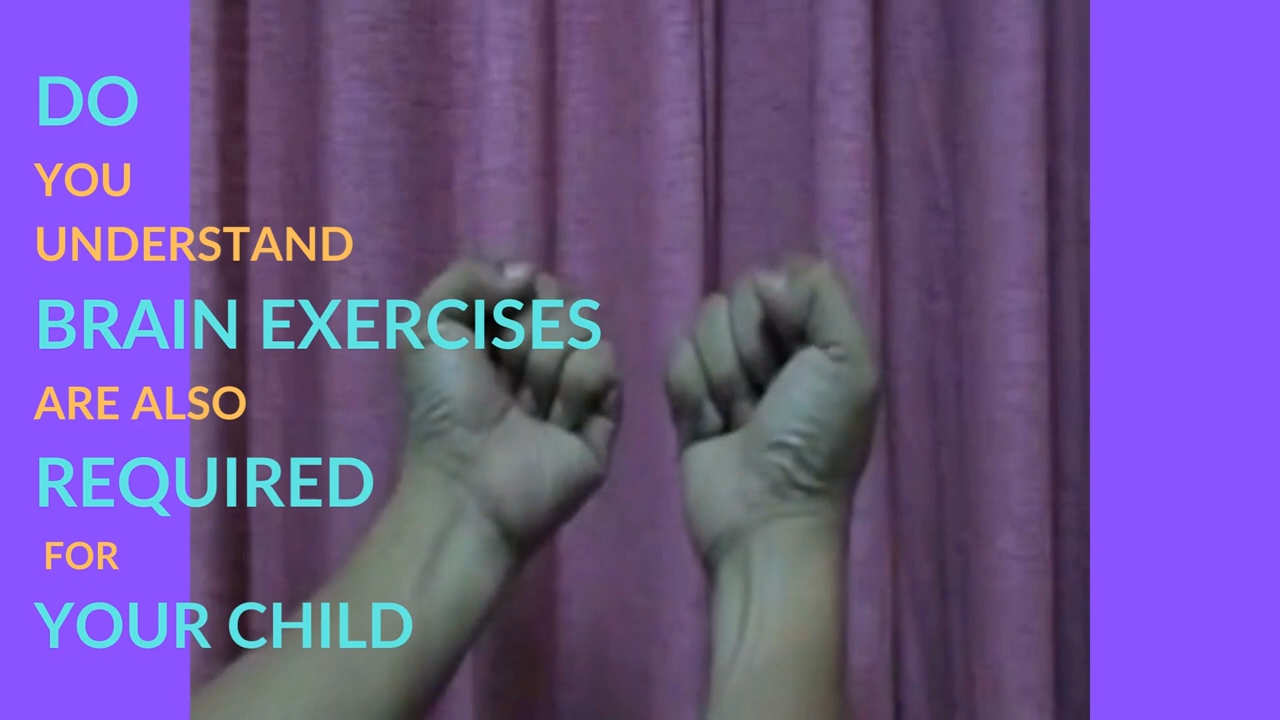 DO
YOU
UNDERSTAND
BRAIN EXERCISES
ARE ALSO
REQUIRED
FOR
YOUR CHILD